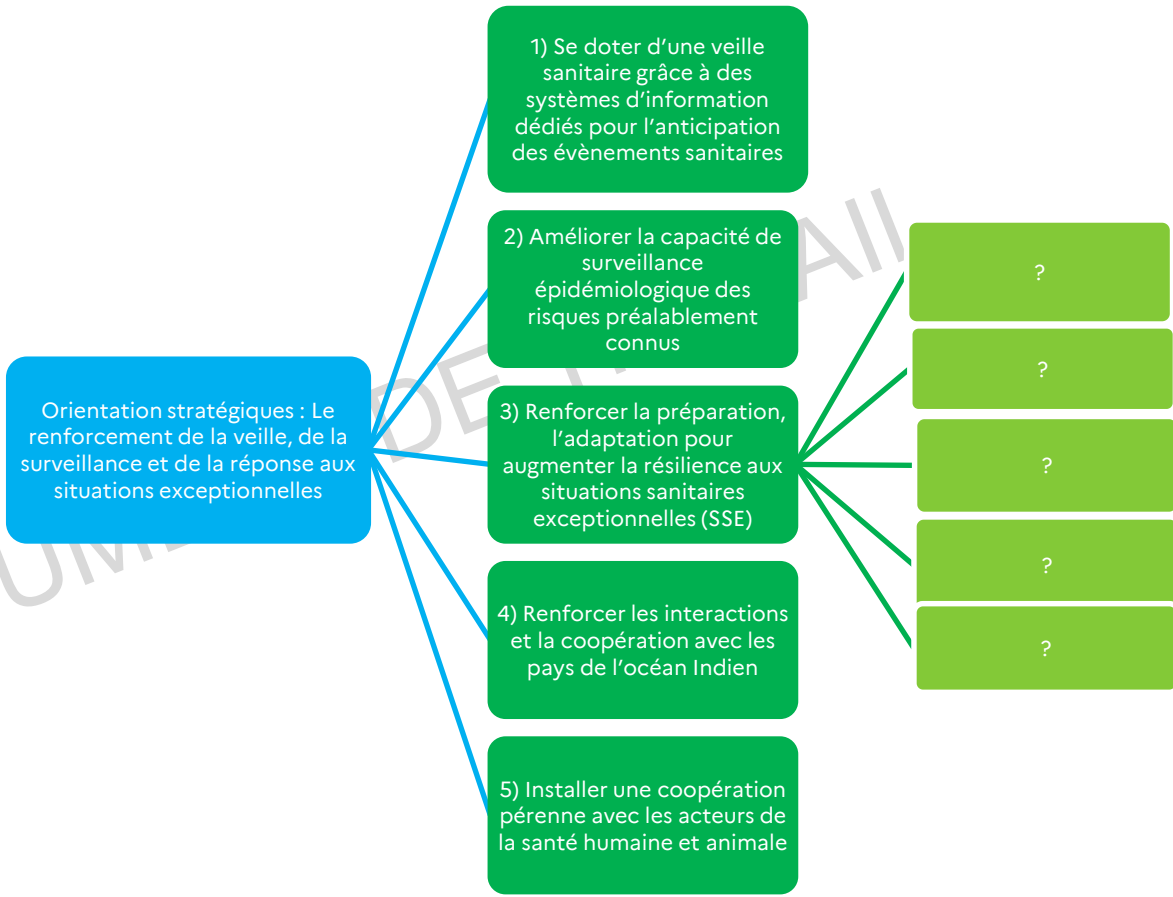 1) Se doter d’une veille
sanitaire grâce à des
systèmes d’information
dédiés pour l’anticipation
des évènements sanitaires
2) Améliorer la capacité de
surveillance
épidémiologique des
risques préalablement
connus
Orientation stratégiques : Le
renforcement de la veille, de la
surveillance et de la réponse aux
situations exceptionnelles
3) Renforcer la préparation,
l’adaptation pour
augmenter la résilience aux
situations sanitaires
exceptionnelles (SSE)
4) Renforcer les interactions
et la coopération avec les
pays de l’océan Indien
5) Installer une coopération
pérenne avec les acteurs de
la santé humaine et animale
?
?
?
?
?